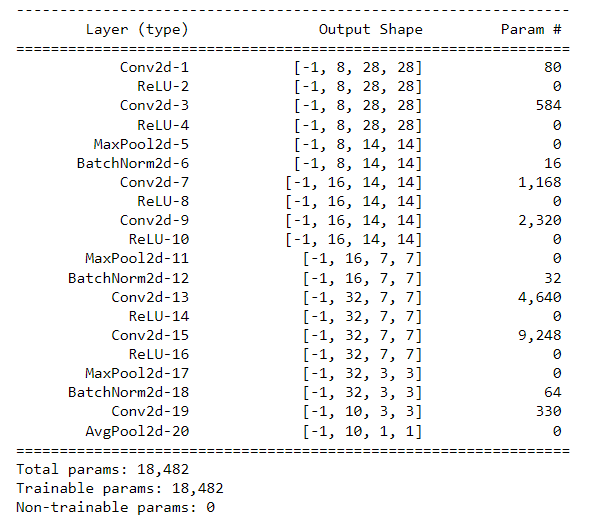 ----------------------------------------------------------------
Layer (type) Output Shape Param #
================================================================
Conv2d-1 [-1, 8, 28, 28] 80
ReLU-2 [-1, 8, 28, 28] 0
Conv2d-3 [-1, 8, 28, 28] 584
ReLU-4 [-1, 8, 28, 28] 0
MaxPool2d-5 [-1, 8, 14, 14] 0
BatchNorm2d-6 [-1, 8, 14, 14] 16
Conv2d-7 [-1, 16, 14, 14] 1,168
ReLU-8 [-1, 16, 14, 14] 0
Conv2d-9 [-1, 16, 14, 14] 2,320
ReLU-10 [-1, 16, 14, 14] 0
MaxPool2d-11 [-1, 16, 7, 7] 0
BatchNorm2d-12 [-1, 16, 7, 7] 32
Conv2d-13 [-1, 32, 7, 7] 4,640
ReLU-14 [-1, 32, 7, 7] 0
Conv2d-15 [-1, 32, 7, 7] 9,248
ReLU-16 [-1, 32, 7, 7] 0
MaxPool2d-17 [-1, 32, 3, 3] 0
BatchNorm2d-18 [-1, 32, 3, 3] 64
Conv2d-19 [-1, 10, 3, 3] 330
AvgPool2d-20 [-1, 10, 1, 1] 0
================================================================
Total params: 18,482
Trainable params: 18,482
Non-trainable params: 0